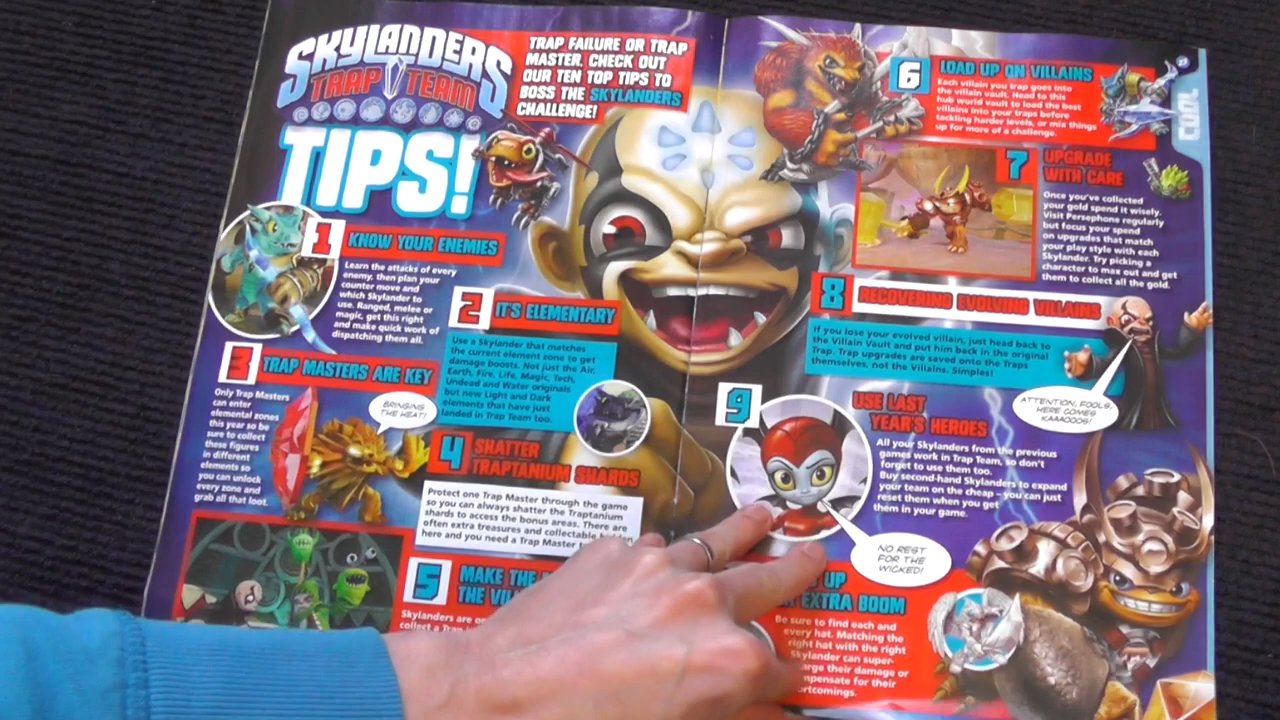 SKYLANDERS
TRAP TEAM
TIPS!
TRAP FAILURE OR TRAP
MASTER. CHECK OUT
OUR TEN TOP TIPS TO
BOSS THE SKYLANDERS
CHALLENGE!
1 KNOW YOUR ENEMIES
Learn the attacks of every
enemy, then plan your
counter move and
which Skylander to
use. Ranged, melee or
magic, get this right
and make quick work of
dispatching them all.
2 IT'S ELEMENTARY
Use a Skylander that matches
the current element zone to get
damage boosts. Not just the Air,
Earth, Fire, Life, Magic, Tech,
Undead and Water originals
but new Light and Dark
elements that have just
landed in Trap Team too.
3 TRAP MASTERS ARE KEY
Only Trap Masters
can enter
elemental zones
this year so be
sure to collect
these figures
in different
elements so
you can unlock
every zone and
grab all that loot.
BRINGING
THE HEAT!
4 SHATTER
TRAPTANIUM SHARDS
Protect one Trap Master through the game
so you can always shatter the Traptanium
shards to access the bonus areas. There are
often extra treasures and collectable
here and you need a Trap Master
5 MAKE THE
THE
Skylanders are
collect a
6 LOAD UP ON VILLAINS
Each villain you trap goes into
the villain vault. Head to this
hub world vault to load the best
villains into your traps before
tackling harder levels, or mix things
up for more of a challenge.
COOL
7 UPGRADE
WITH CARE
Once you've collected
your gold spend it wisely.
Visit Persephone regularly
but focus your spend
on upgrades that match
your play style with each
Skylander. Try picking a
character to max out and get
them to collect all the gold.
8 RECOVERING EVOLVING VILLAINS
If you lose your evolved villain, just head back to
the Villain Vault and put him back in the original
Trap. Trap upgrades are saved onto the Traps
themselves, not the Villains. Simples!
ATTENTION, FOOLS,
HERE COMES
KAAAOOS!
9 USE LAST
YEAR'S HEROES
All your Skylanders from the previous
games work in Trap Team, so don't
forget to use them too.
Buy second-hand Skylanders to expand
your team on the cheap – you can just
reset them when you get
them in your game.
NO REST
FOR THE
WICKED!
UP
EXTRA BOOM
Be sure to find each and
every hat. Matching the
right hat with the right
Skylander can super-
their damage or
for their